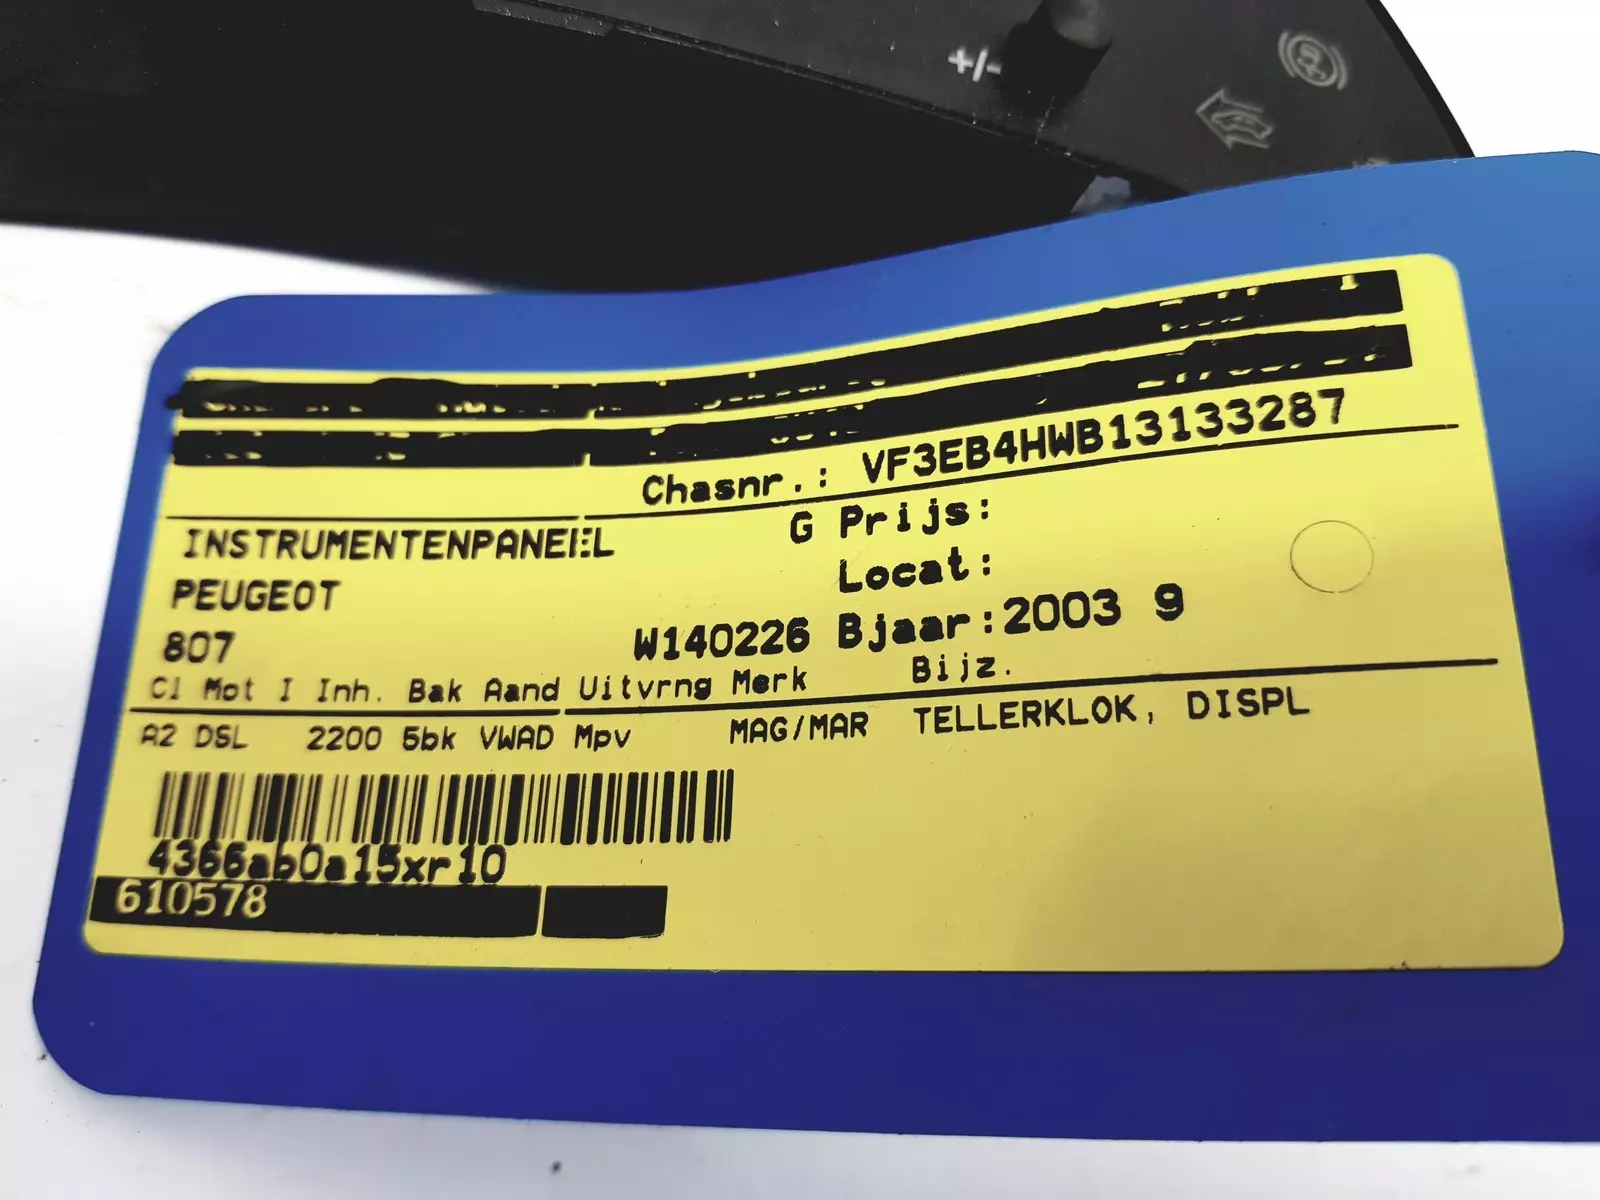 +/-
Chasnr.: VF3EB4HWB13133287
INSTRUMENTENPANEEL G Prijs:
PEUGEOT Locat:
807 W140226 Bjaar:2003 9
Cl Mot I Inh. Bak Aand Uitvrng Merk Bijz.
A2 DSL 2200 5bk VWAD Mpv MAG/MAR TELLERKLOK, DISPL
4366ab0a15xr10
610578